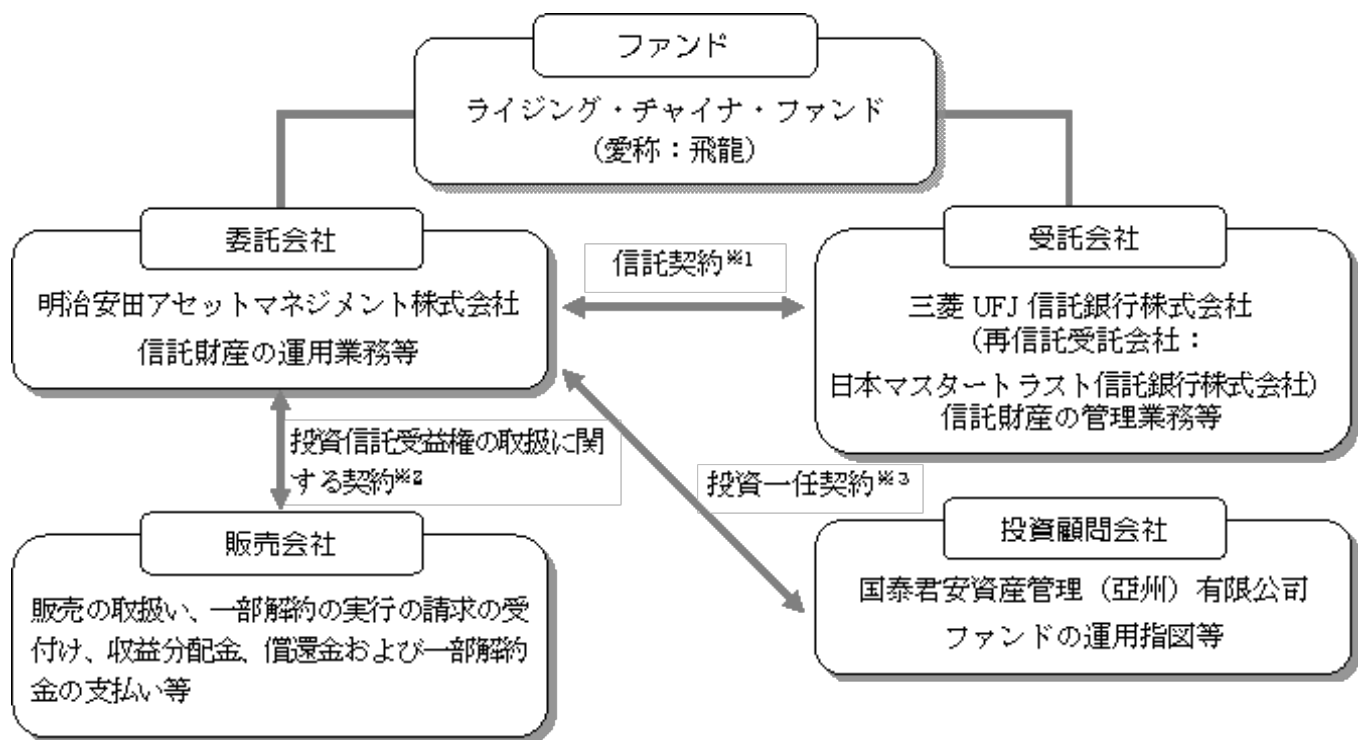 ファンド
ライジング・チャイナ・ファンド
(愛称:飛龍)
委託会社
明治安田アセットマネジメント株式会社
信託財産の運用業務等
信託契約※1
受託会社
三菱 UFJ 信託銀行株式会社
(再信託受託会社:
日本マスタートラスト信託銀行株式会社)
信託財産の管理業務等
投資信託受益権の取扱に関
する契約※2
投資一任契約※3
販売会社
販売の取扱い、一部解約の実行の請求の受
付け、収益分配金、償還金および一部解約
金の支払い等
投資顧問会社
国泰君安資産管理(亞州)有限公司
ファンドの運用指図等